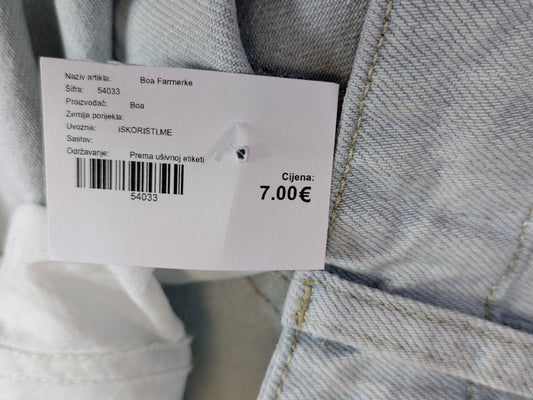 Naziv artikla: Boa Farmerke
Šifra: 54033
Proizvođač: Boa
Zemlja porijekla:
Uvoznik: ISKORISTI.ME
Sastav:
Održavanje: Prema ušivnoj etiketi
54033
Cijena:
7.00€